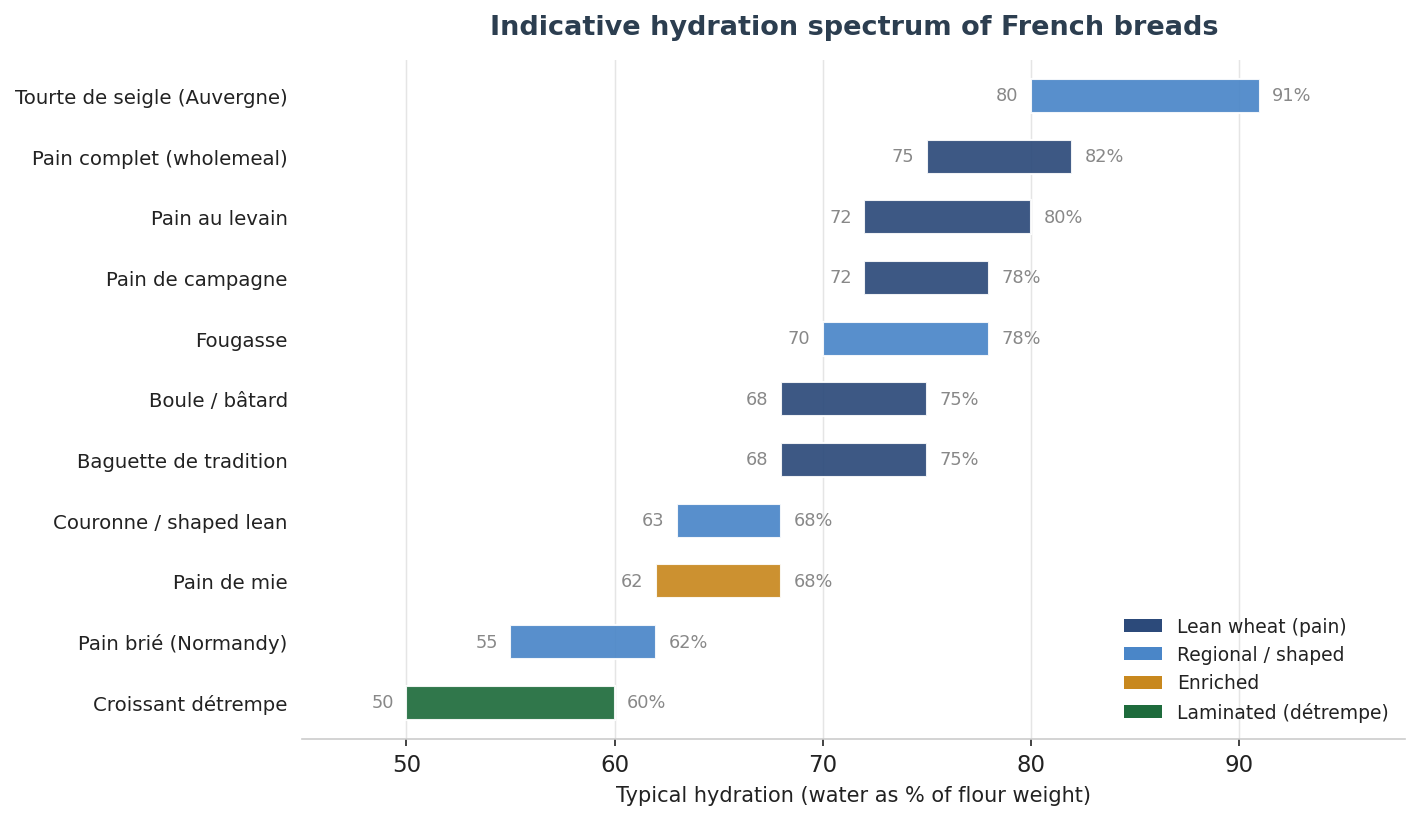 Indicative hydration spectrum of French breads
Tourte de seigle (Auvergne) 80 91%
Pain complet (wholemeal) 75 82%
Pain au levain 72 80%
Pain de campagne 72 78%
Fougasse 70 78%
Boule / bâtard 68 75%
Baguette de tradition 68 75%
Couronne / shaped lean 63 68%
Pain de mie 62 68%
Pain brié (Normandy) 55 62%
Croissant détrempe 50 60%
Lean wheat (pain)
Regional / shaped
Enriched
Laminated (détrempe)
50 60 70 80 90
Typical hydration (water as % of flour weight)